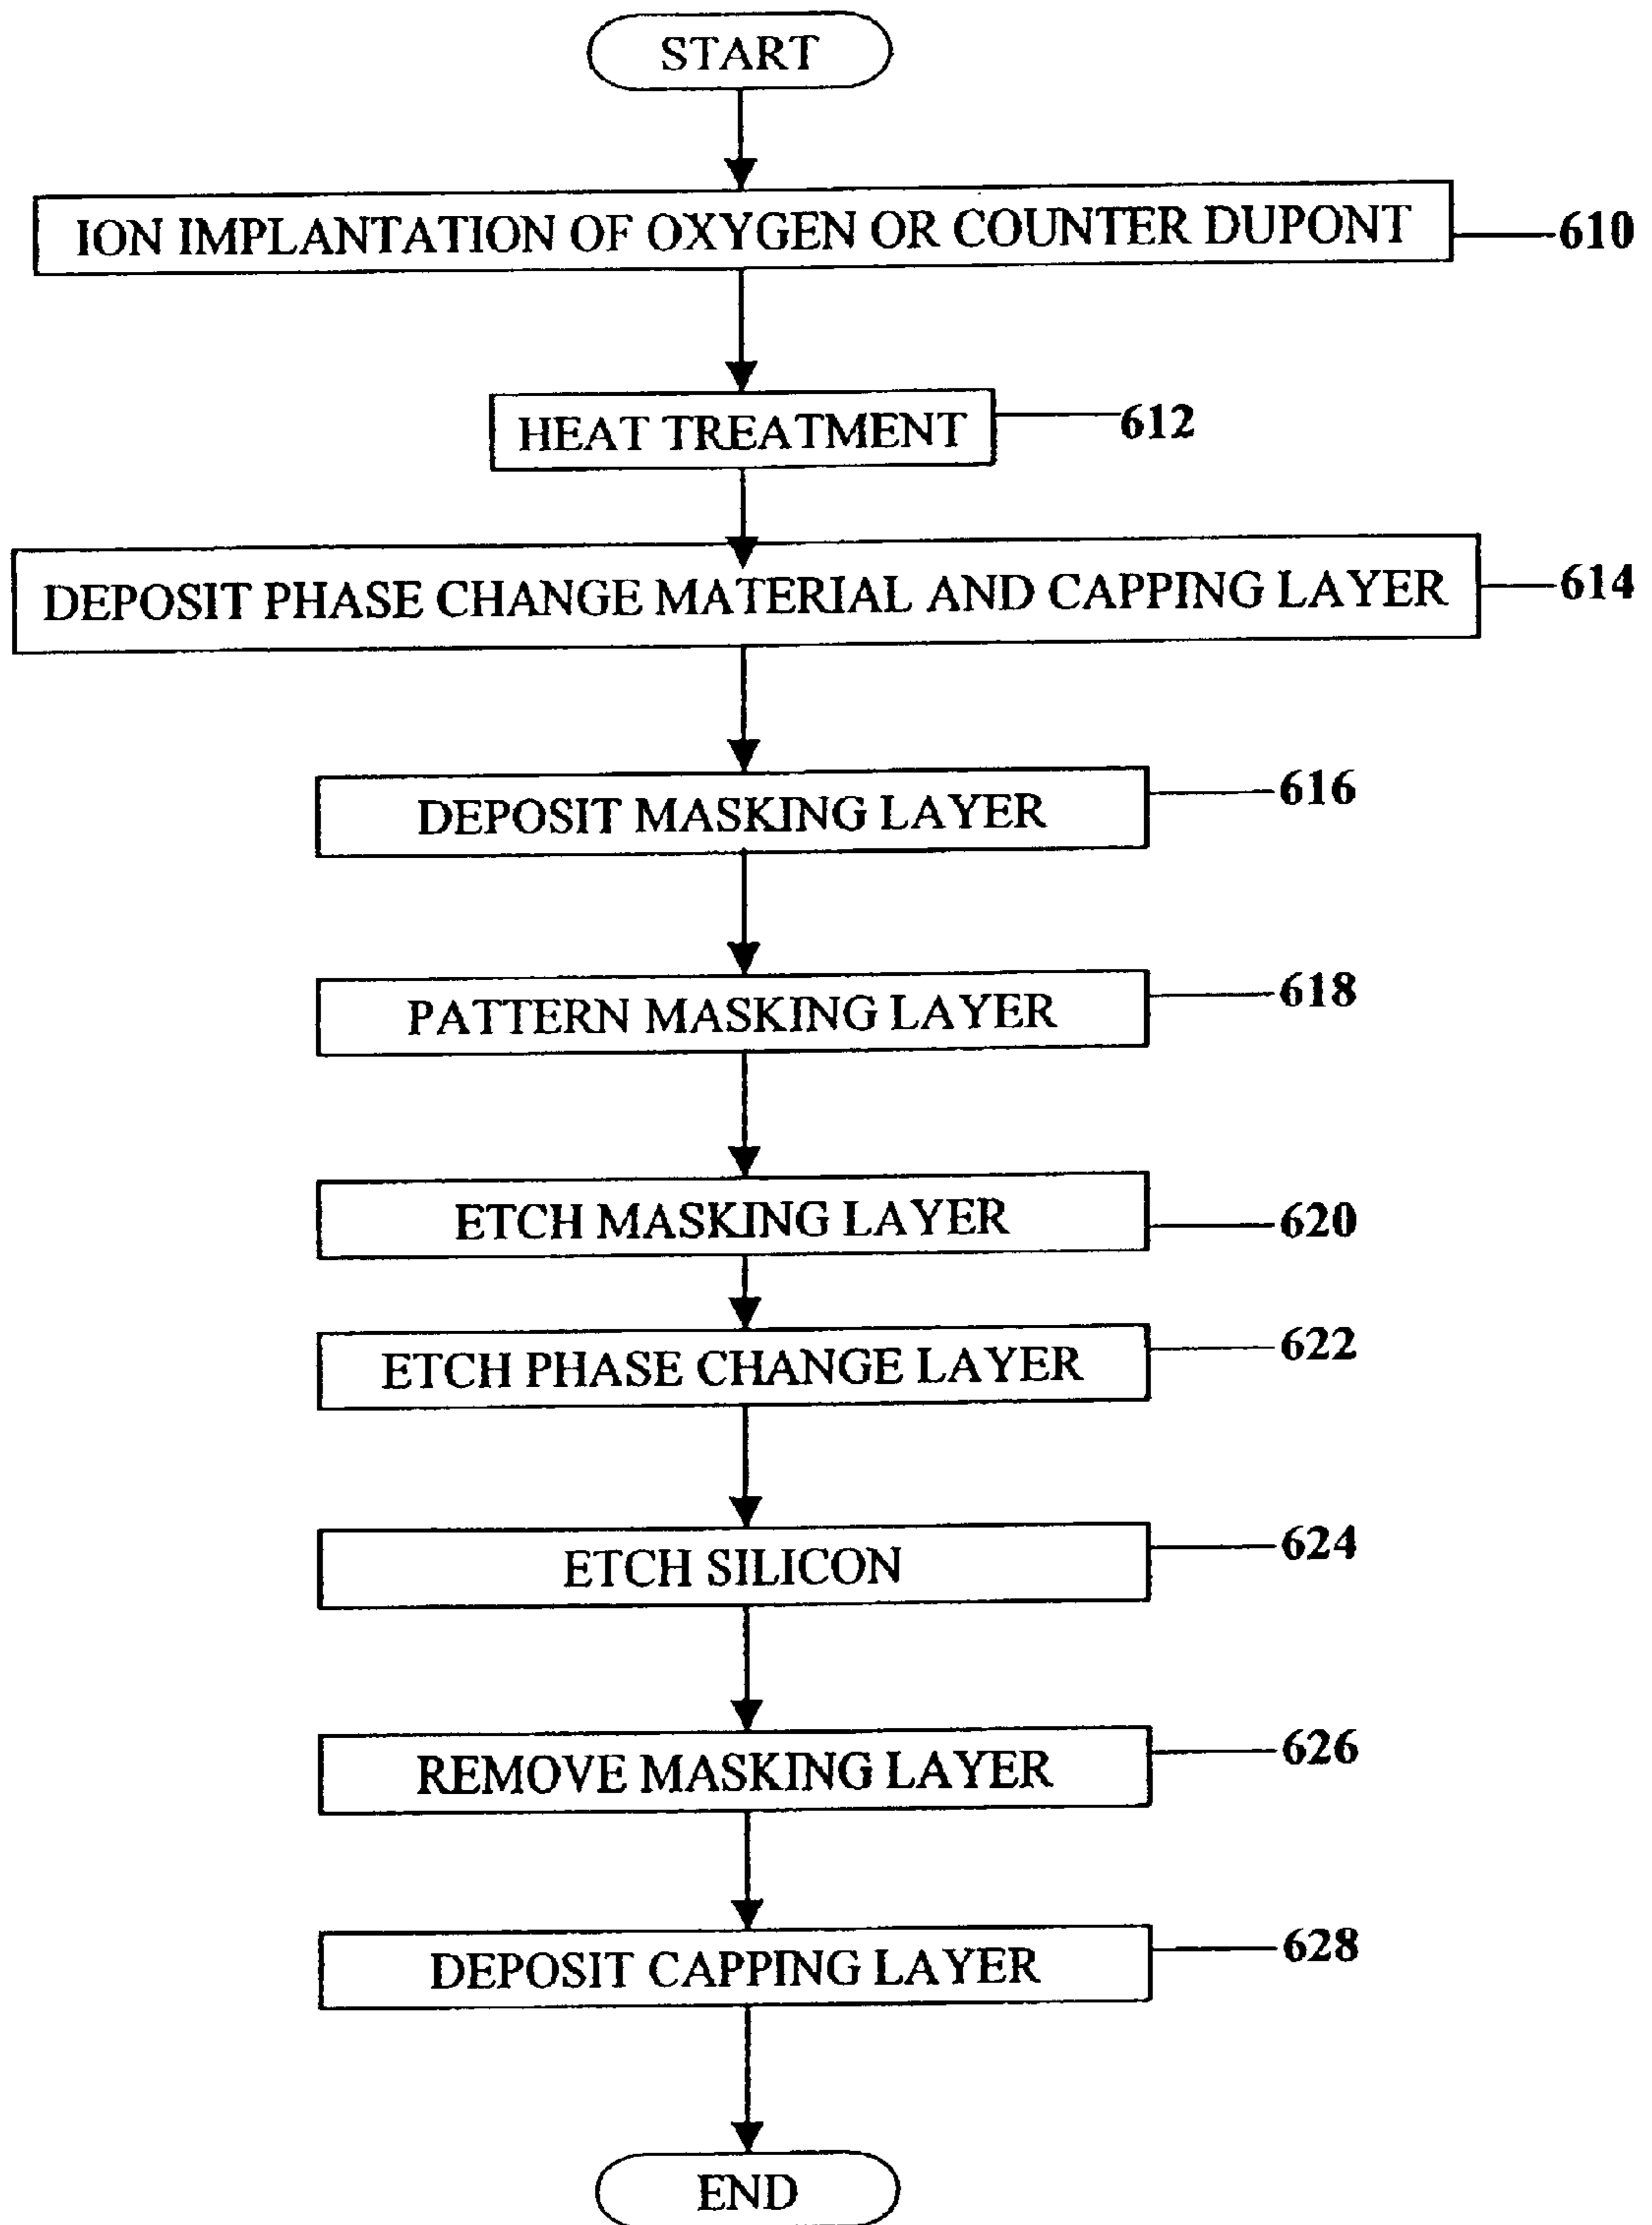 START
ION IMPLANTATION OF OXYGEN OR COUNTER DUPONT 610
HEAT TREATMENT 612
DEPOSIT PHASE CHANGE MATERIAL AND CAPPING LAYER 614
DEPOSIT MASKING LAYER 616
PATTERN MASKING LAYER 618
ETCH MASKING LAYER 620
ETCH PHASE CHANGE LAYER 622
ETCH SILICON 624
REMOVE MASKING LAYER 626
DEPOSIT CAPPING LAYER 628
END